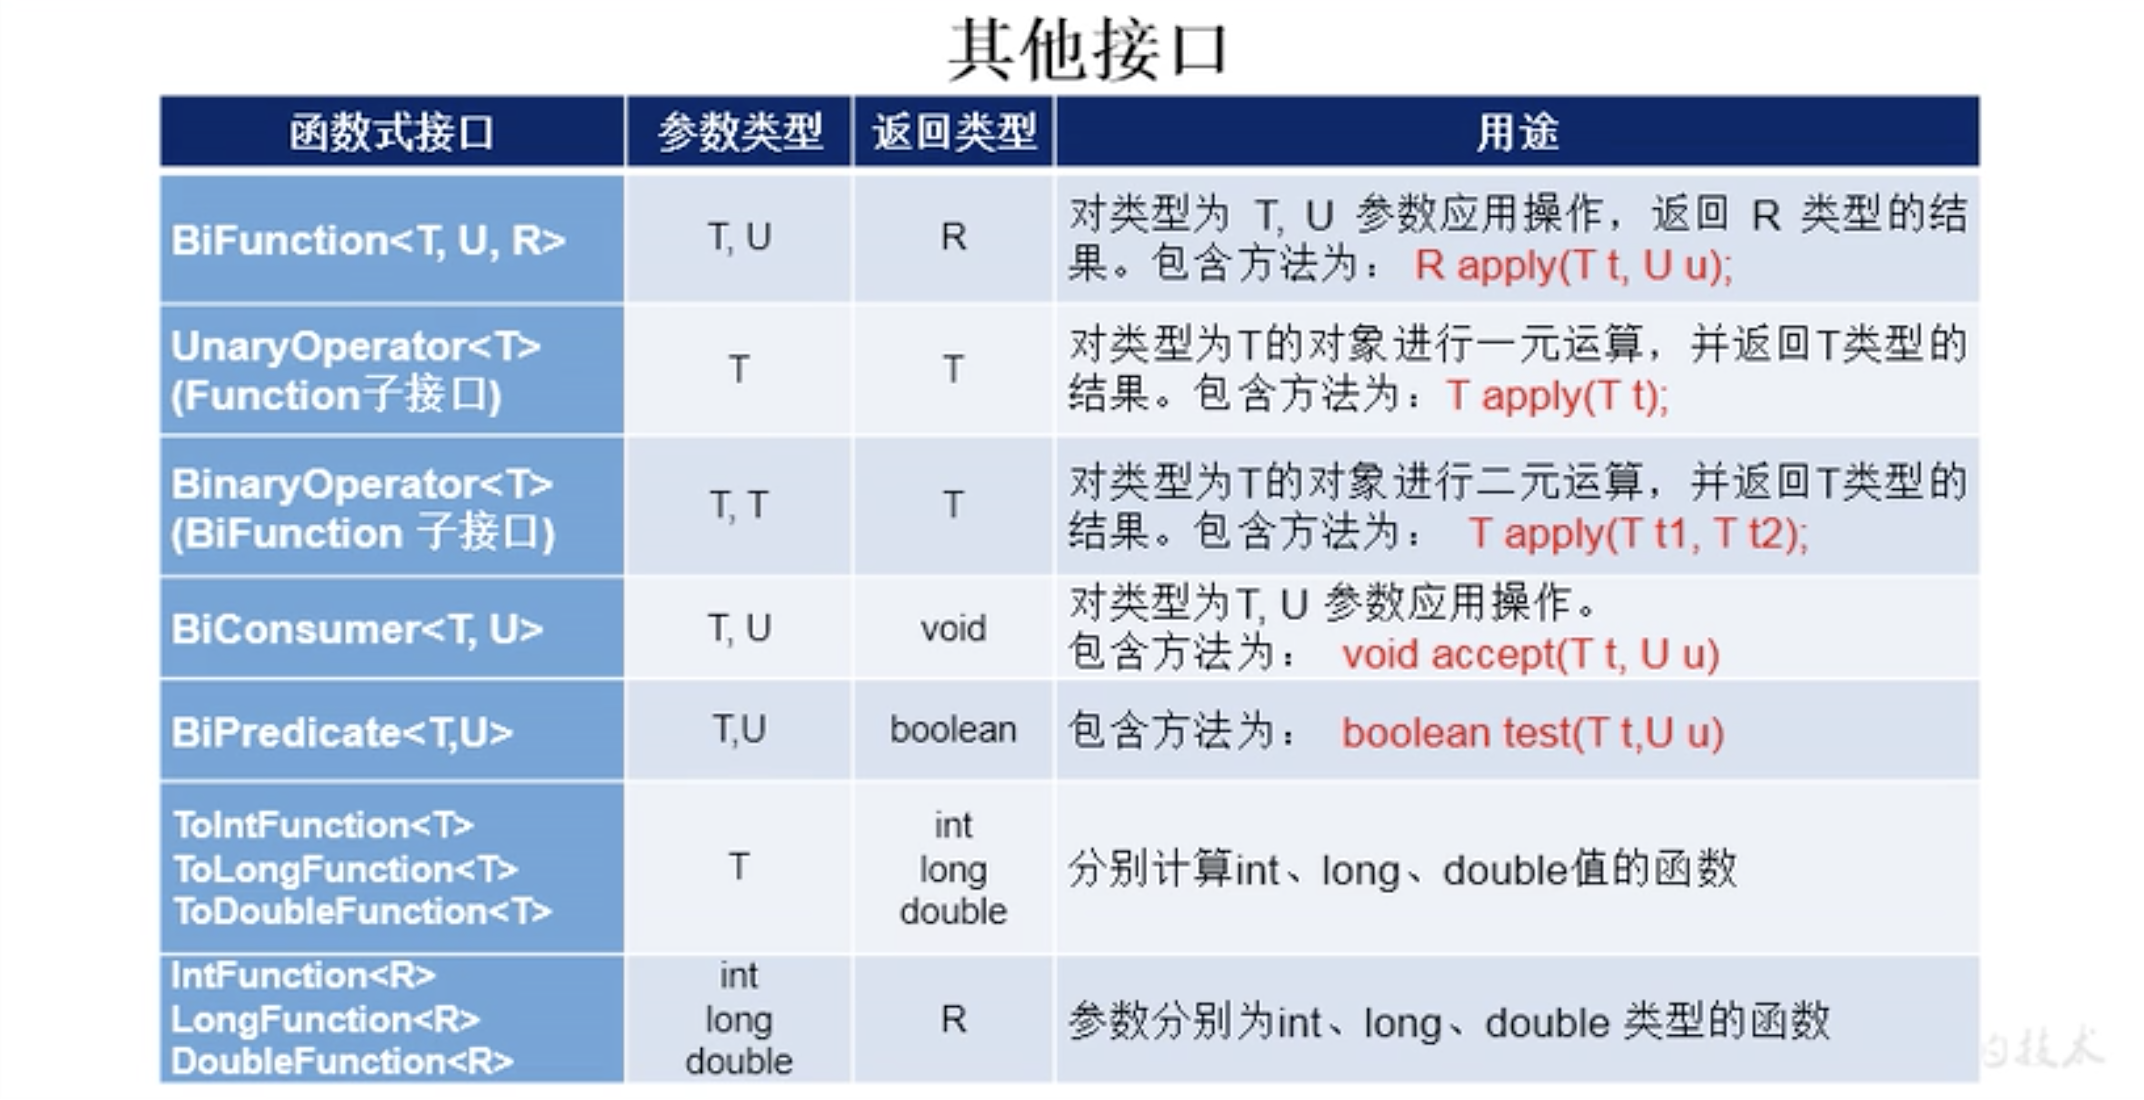 其他接口
函数式接口 参数类型 返回类型 用途
BiFunction<T, U, R> T, U R 对类型为 T, U 参数应用操作，返回 R 类型的结
果。包含方法为： R apply(T t, U u);
UnaryOperator<T>
(Function子接口) T T 对类型为T的对象进行一元运算，并返回T类型的
结果。包含方法为：T apply(T t);
BinaryOperator<T>
(BiFunction 子接口) T, T T 对类型为T的对象进行二元运算，并返回T类型的
结果。包含方法为： T apply(T t1, T t2);
BiConsumer<T, U> T, U void 对类型为T, U 参数应用操作。
包含方法为： void accept(T t, U u)
BiPredicate<T,U> T,U boolean 包含方法为： boolean test(T t,U u)
ToIntFunction<T>
ToLongFunction<T>
ToDoubleFunction<T>
T
int
long
double
分别计算int、long、double值的函数
IntFunction<R>
LongFunction<R>
DoubleFunction<R>
int
long
double
R
参数分别为int、long、double 类型的函数
的技术